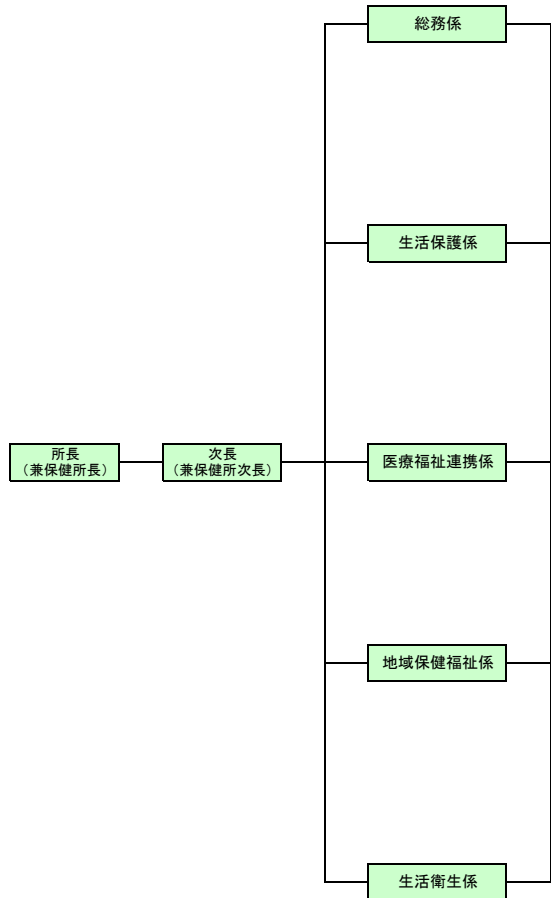 総務係
生活保護係
所長
（兼保健所長）
次長
（兼保健所次長）
医療福祉連携係
地域保健福祉係
生活衛生係